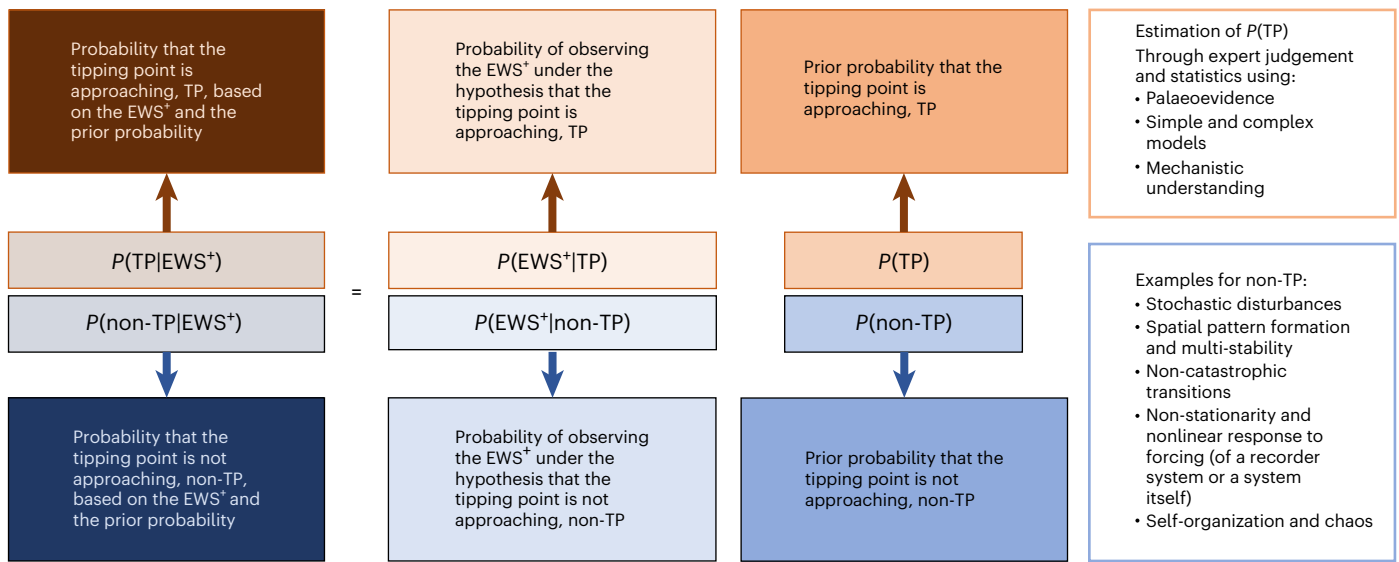 Probability that the
tipping point is
approaching, TP, based
on the EWS⁺ and the
prior probability
Probability of observing
the EWS⁺ under the
hypothesis that the
tipping point is
approaching, TP
Prior probability that the
tipping point is
approaching, TP
Estimation of P(TP)
Through expert judgement
and statistics using:
• Palaeoevidence
• Simple and complex
models
• Mechanistic
understanding
P(TP|EWS⁺)
P(non-TP|EWS⁺)
=
P(EWS⁺|TP)
P(EWS⁺|non-TP)
P(TP)
P(non-TP)
Probability that the
tipping point is not
approaching, non-TP,
based on the EWS⁺ and
the prior probability
Probability of observing
the EWS⁺ under the
hypothesis that the
tipping point is not
approaching, non-TP
Prior probability that the
tipping point is not
approaching, non-TP
Examples for non-TP:
• Stochastic disturbances
• Spatial pattern formation
and multi-stability
• Non-catastrophic
transitions
• Non-stationarity and
nonlinear response to
forcing (of a recorder
system or a system
itself)
• Self-organization and chaos